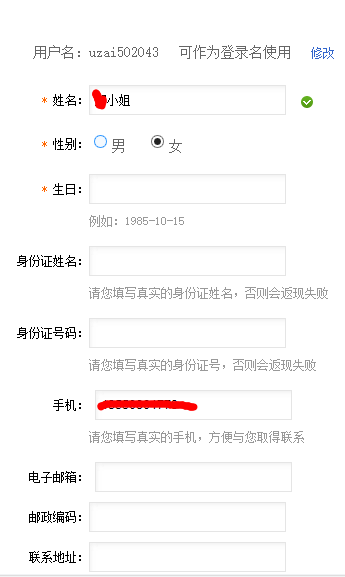 用户名：uzai502043 可作为登录名使用 修改
* 姓名： 小姐
* 性别： 男 女
* 生日：
例如：1985-10-15
身份证姓名：
请您填写真实的身份证姓名，否则会返现失败
身份证号码：
请您填写真实的身份证号，否则会返现失败
手机：
请您填写真实的手机，方便与您取得联系
电子邮箱：
邮政编码：
联系地址：